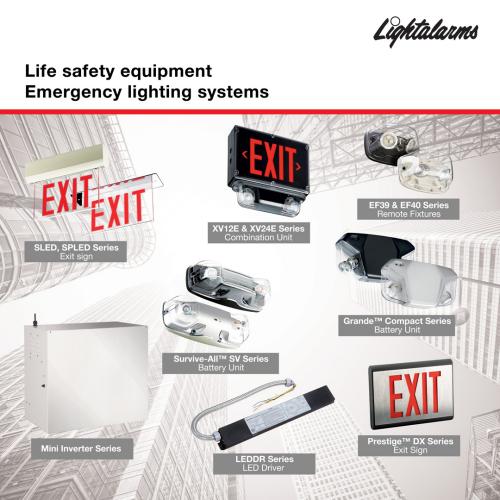 Lightalarms
Life safety equipment
Emergency lighting systems
EXIT
EXIT
SLED, SPLED Series
Exit sign
EXIT
XV12E & XV24E Series
Combination Unit
EF39 & EF40 Series
Remote Fixtures
Survive-All™ SV Series
Battery Unit
Grande™ Compact Series
Battery Unit
Mini Inverter Series
LEDDR Series
LED Driver
EXIT
Prestige™ DX Series
Exit Sign